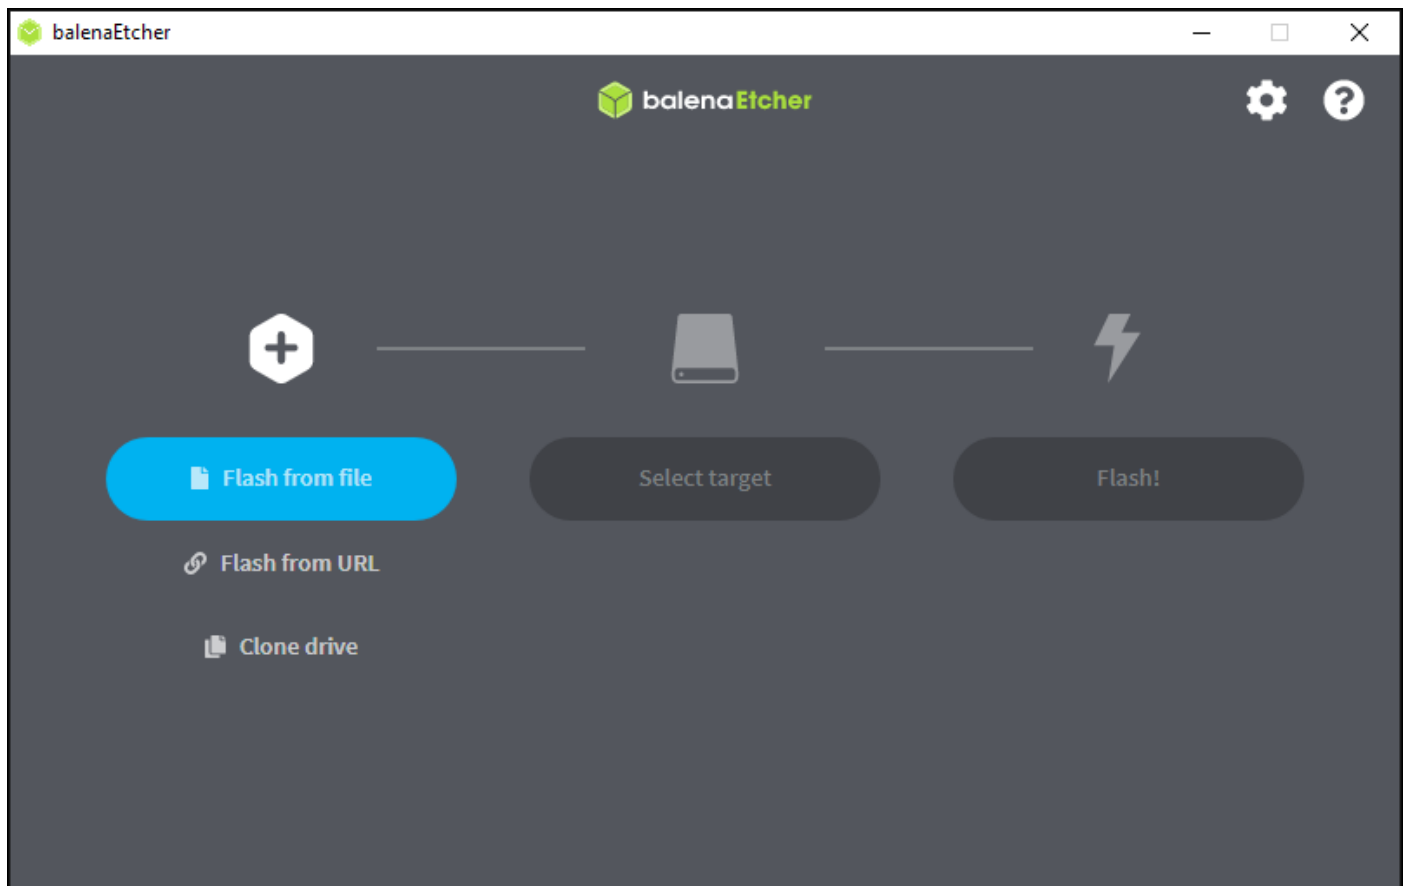 balenaEtcher
balenaEtcher
Flash from file
Select target
Flash!
Flash from URL
Clone drive